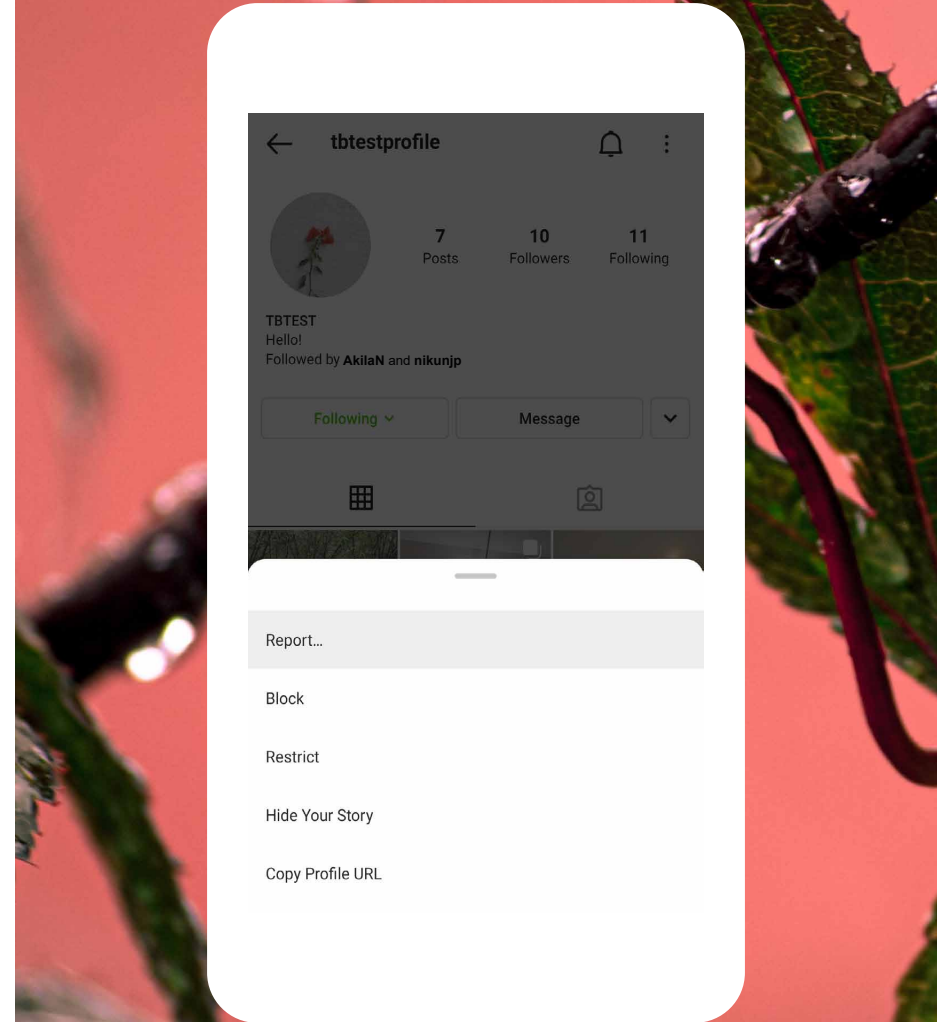 tbtestprofile
7 10 11
Posts Followers Following
TBTEST
Hello!
Followed by AkilaN and nikunjp
Following Message
Report...
Block
Restrict
Hide Your Story
Copy Profile URL